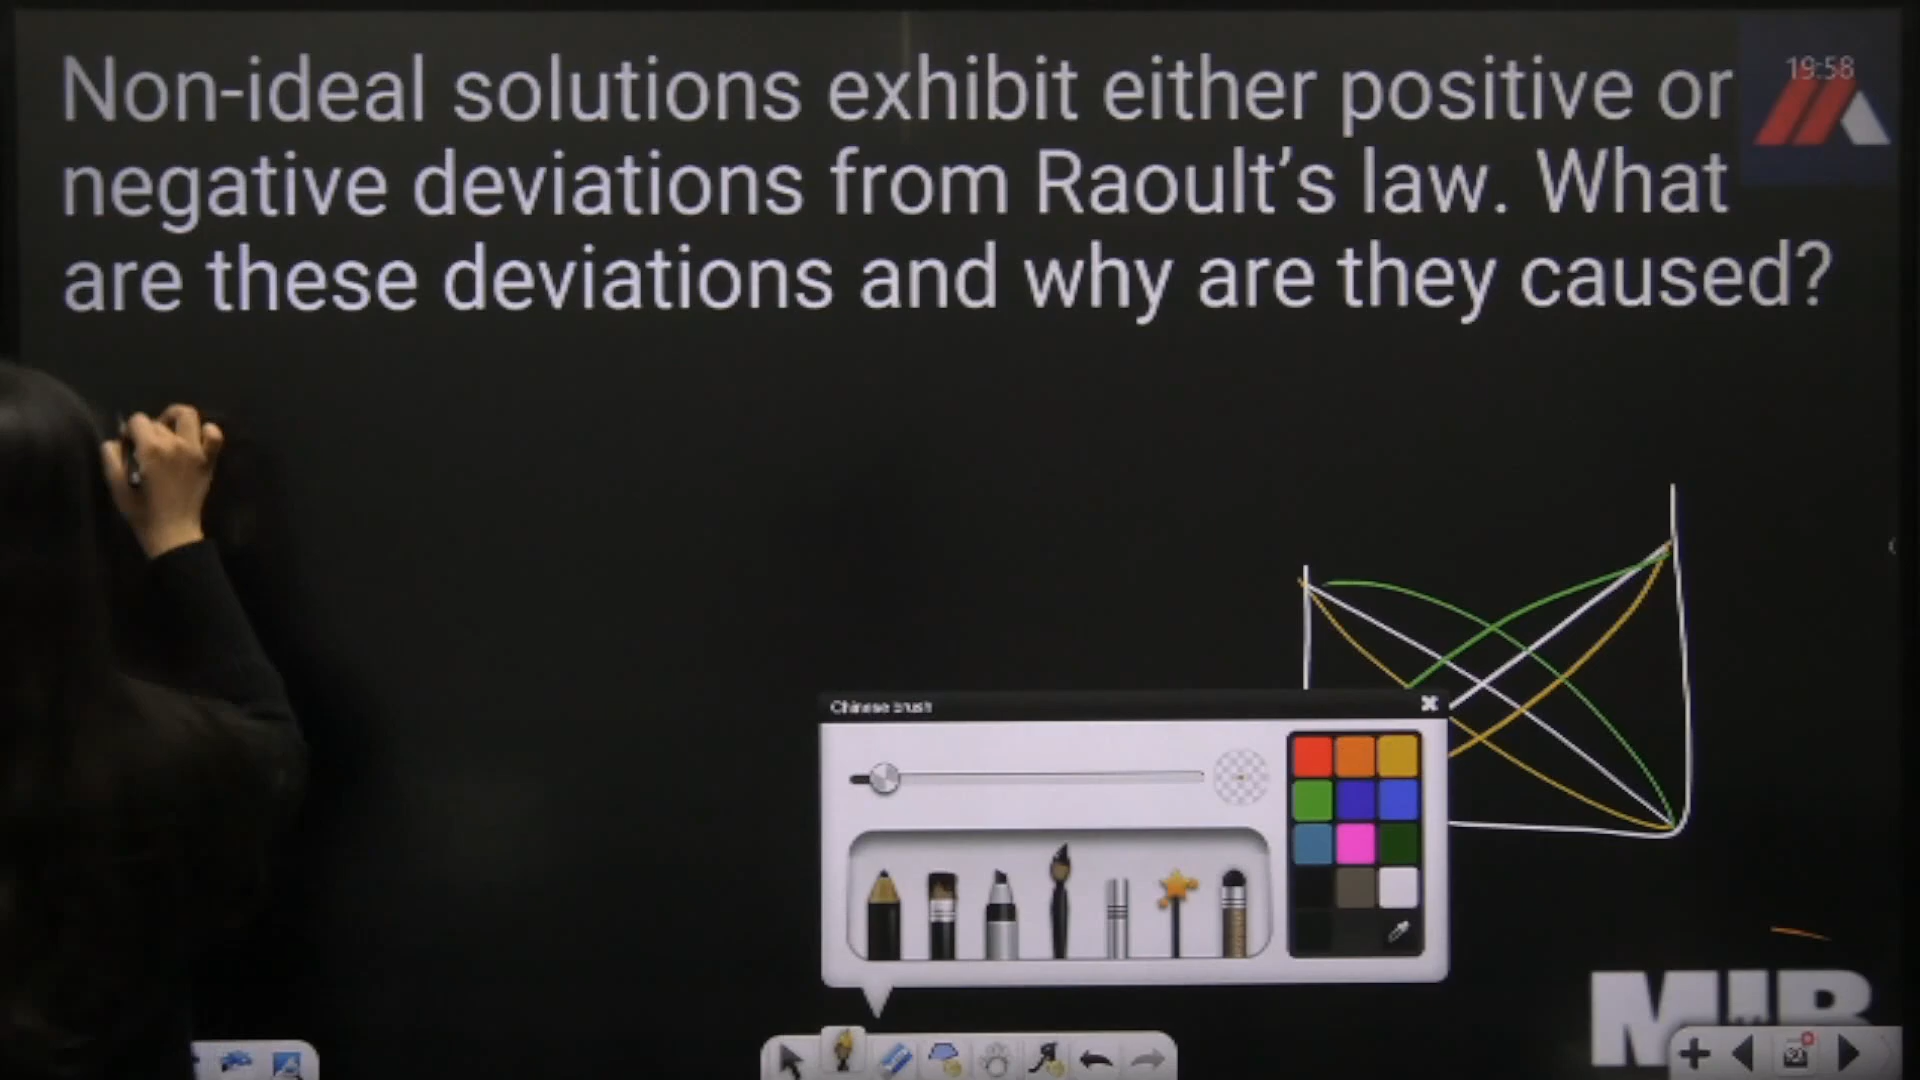 Non-ideal solutions exhibit either positive or
19:58
negative deviations from Raoult's law. What
are these deviations and why are they caused?
Chinese brush